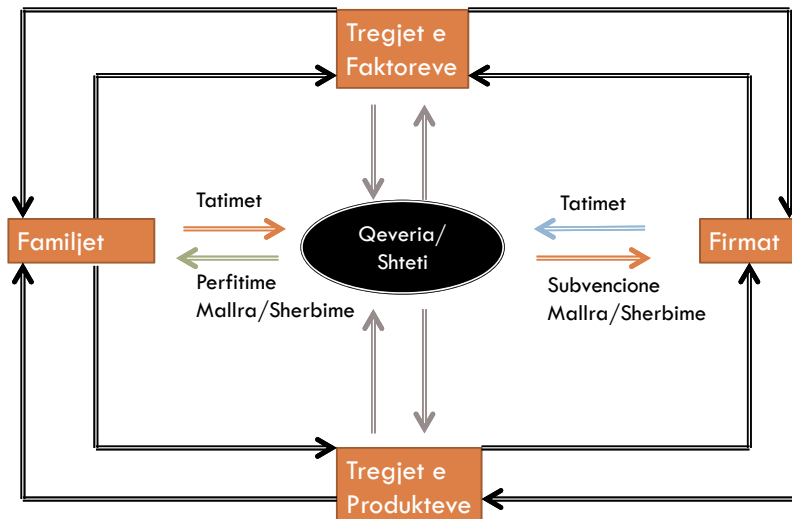 Tregjet e
Faktoreve
Tatimet
Tatimet
Familjet
Qeveria/
Shteti
Firmat
Perfitime
Mallra/Sherbime
Subvencione
Mallra/Sherbime
Tregjet e
Produkteve